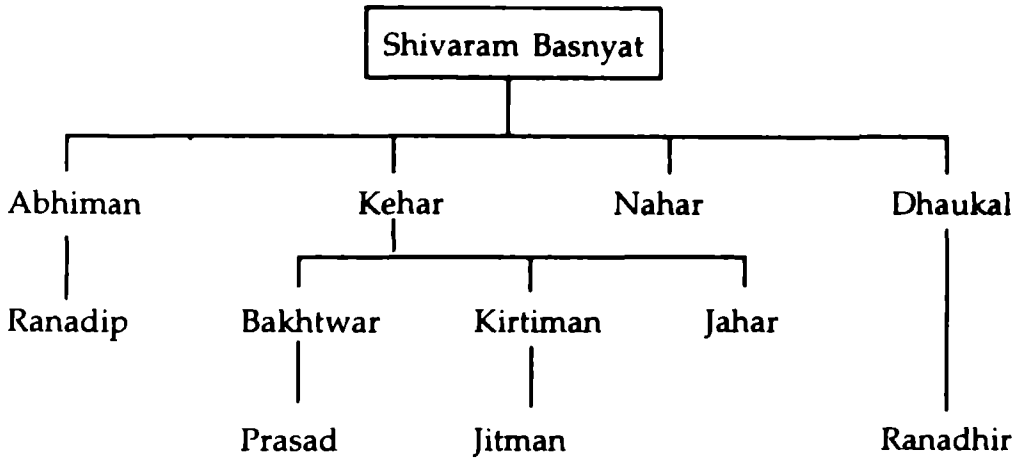 Shivaram Basnyat
Abhiman Kehar Nahar Dhaukal
Ranadip Bakhtwar Kirtiman Jahar
Prasad Jitman Ranadhir